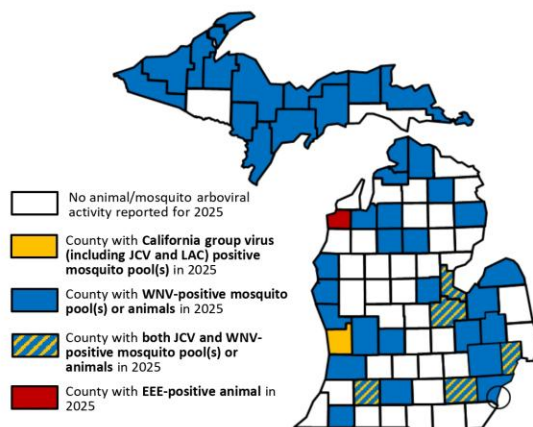 No animal/mosquito arboviral
activity reported for 2025
County with California group virus
(including JCV and LAC) positive
mosquito pool(s) in 2025
County with WNV-positive mosquito
pool(s) or animals in 2025
County with both JCV and WNV-
positive mosquito pool(s) or
animals in 2025
County with EEE-positive animal in
2025